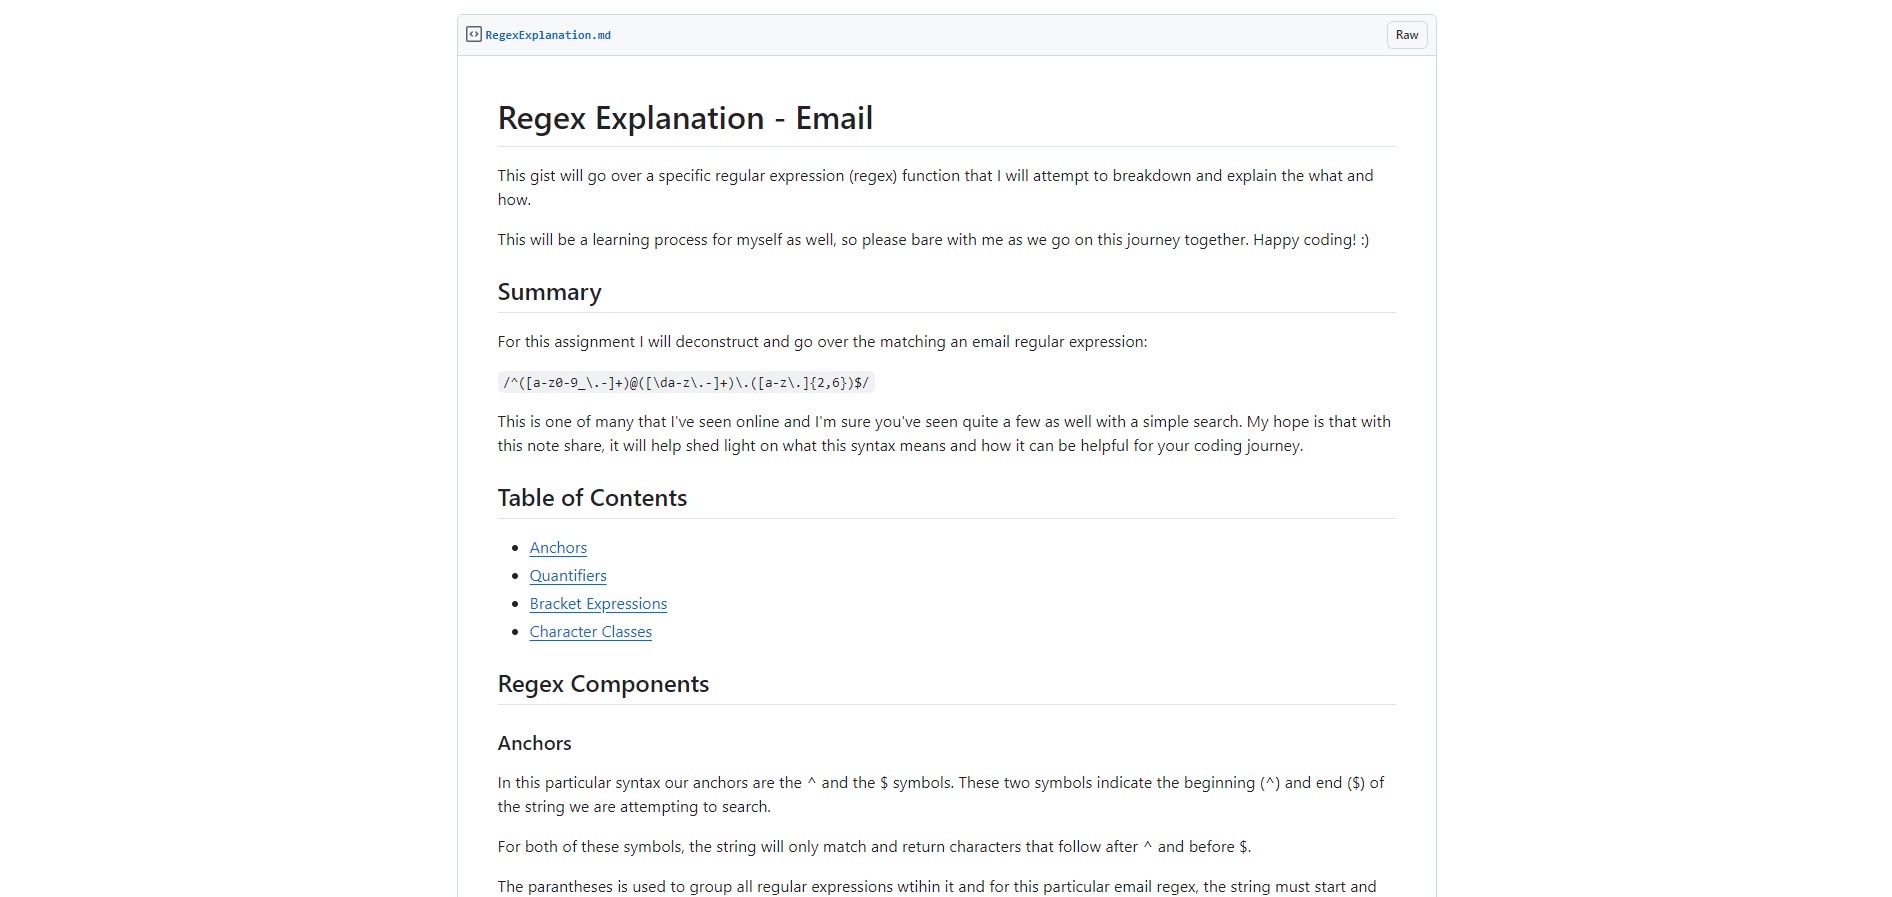 RegexExplanation.md
Raw
Regex Explanation - Email
This gist will go over a specific regular expression (regex) function that I will attempt to breakdown and explain the what and
how.
This will be a learning process for myself as well, so please bare with me as we go on this journey together. Happy coding! :)
Summary
For this assignment I will deconstruct and go over the matching an email regular expression:
/^([a-z0-9_\.-]+)@([\da-z\.-]+)\.([a-z\.]{2,6})$/
This is one of many that I've seen online and I'm sure you've seen quite a few as well with a simple search. My hope is that with
this note share, it will help shed light on what this syntax means and how it can be helpful for your coding journey.
Table of Contents
• Anchors
• Quantifiers
• Bracket Expressions
• Character Classes
Regex Components
Anchors
In this particular syntax our anchors are the ^ and the $ symbols. These two symbols indicate the beginning (^) and end ($) of
the string we are attempting to search.
For both of these symbols, the string will only match and return characters that follow after ^ and before $.
The parantheses is used to group all regular expressions wtihin it and for this particular email regex, the string must start and